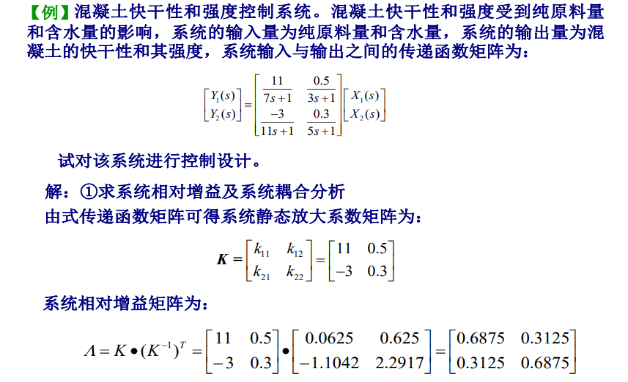 【例】混凝土快干性和强度控制系统。混凝土快干性和强度受到纯原料量
和含水量的影响，系统的输入量为纯原料量和含水量，系统的输出量为混
凝土的快干性和其强度，系统输入与输出之间的传递函数矩阵为：
[Y₁(s) Y₂(s)] = [11/(7s+1) 0.5/(3s+1); −3/(11s+1) 0.3/(5s+1)] [X₁(s) X₂(s)]
试对该系统进行控制设计。
解：①求系统相对增益及系统耦合分析
由式传递函数矩阵可得系统静态放大系数矩阵为：
K = [k₁₁ k₁₂; k₂₁ k₂₂] = [11 0.5; −3 0.3]
系统相对增益矩阵为：
Λ = K•(K⁻¹)ᵀ = [11 0.5; −3 0.3] • [0.0625 0.625; −1.1042 2.2917] = [0.6875 0.3125; 0.3125 0.6875]